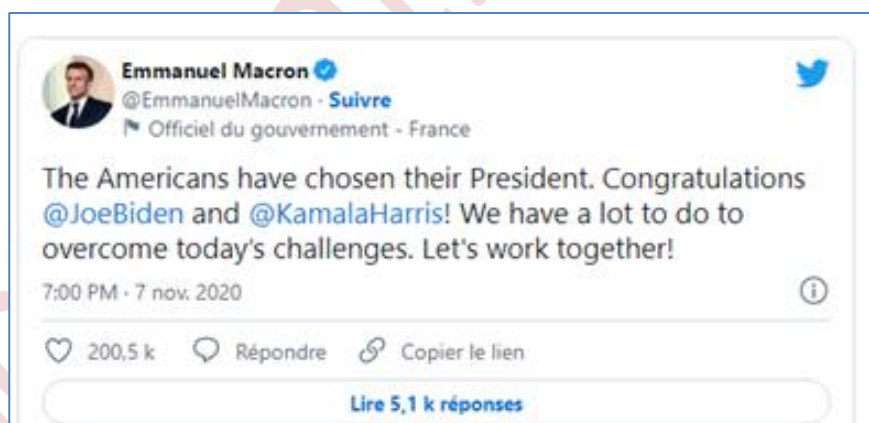 Emmanuel Macron
@EmmanuelMacron · Suivre
Officiel du gouvernement - France
The Americans have chosen their President. Congratulations
@JoeBiden and @KamalaHarris! We have a lot to do to
overcome today's challenges. Let's work together!
7:00 PM · 7 nov. 2020
200,5 k Répondre Copier le lien
Lire 5,1 k réponses